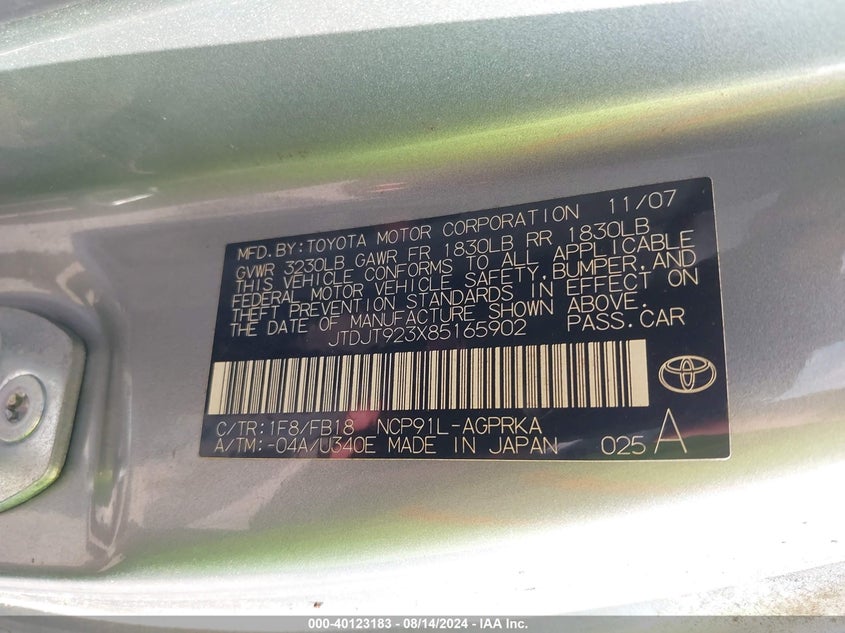 MFD. BY: TOYOTA MOTOR CORPORATION 11/07
GVWR 3230LB GAWR FR 1830LB RR 1830LB
THIS VEHICLE CONFORMS TO ALL APPLICABLE
FEDERAL MOTOR VEHICLE SAFETY, BUMPER, AND
THEFT PREVENTION STANDARDS IN EFFECT ON
THE DATE OF MANUFACTURE SHOWN ABOVE.
JTDJT923X85165902 PASS. CAR
C/TR: 1F8/FB18 NCP91L-AGPRKA
A/TM: -04A/U340E MADE IN JAPAN 025 A
000-40123183 - 08/14/2024 - IAA Inc.